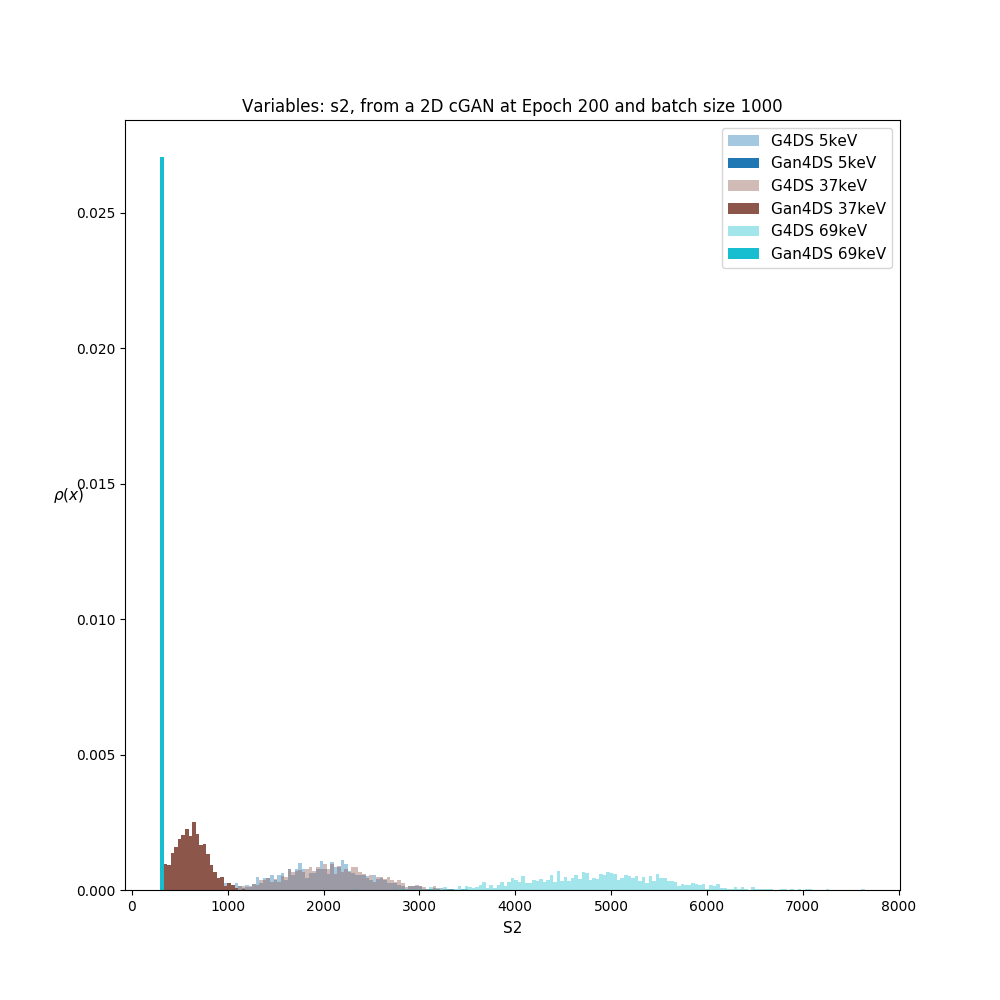 Variables: s2, from a 2D cGAN at Epoch 200 and batch size 1000
G4DS 5keV
Gan4DS 5keV
G4DS 37keV
Gan4DS 37keV
G4DS 69keV
Gan4DS 69keV
0.025
0.020
0.015
ρ(x)
0.010
0.005
0.000
0 1000 2000 3000 4000 5000 6000 7000 8000
S2